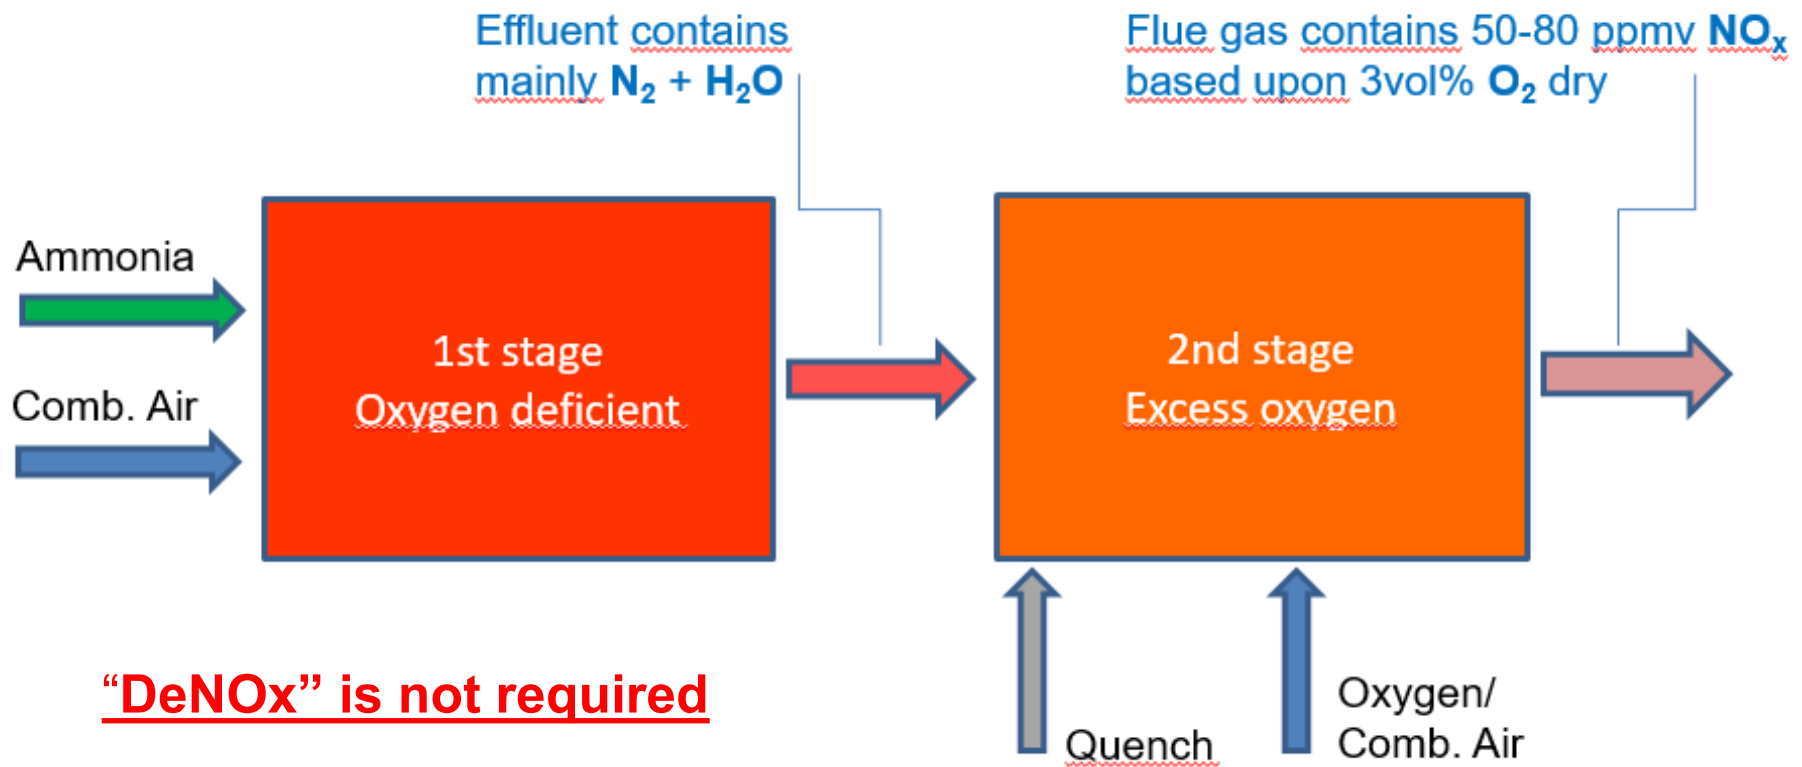 Effluent contains
mainly N₂ + H₂O
Flue gas contains 50-80 ppmv NOₓ
based upon 3vol% O₂ dry
Ammonia
Comb. Air
1st stage
Oxygen deficient
2nd stage
Excess oxygen
“DeNOx” is not required
Quench
Oxygen/
Comb. Air